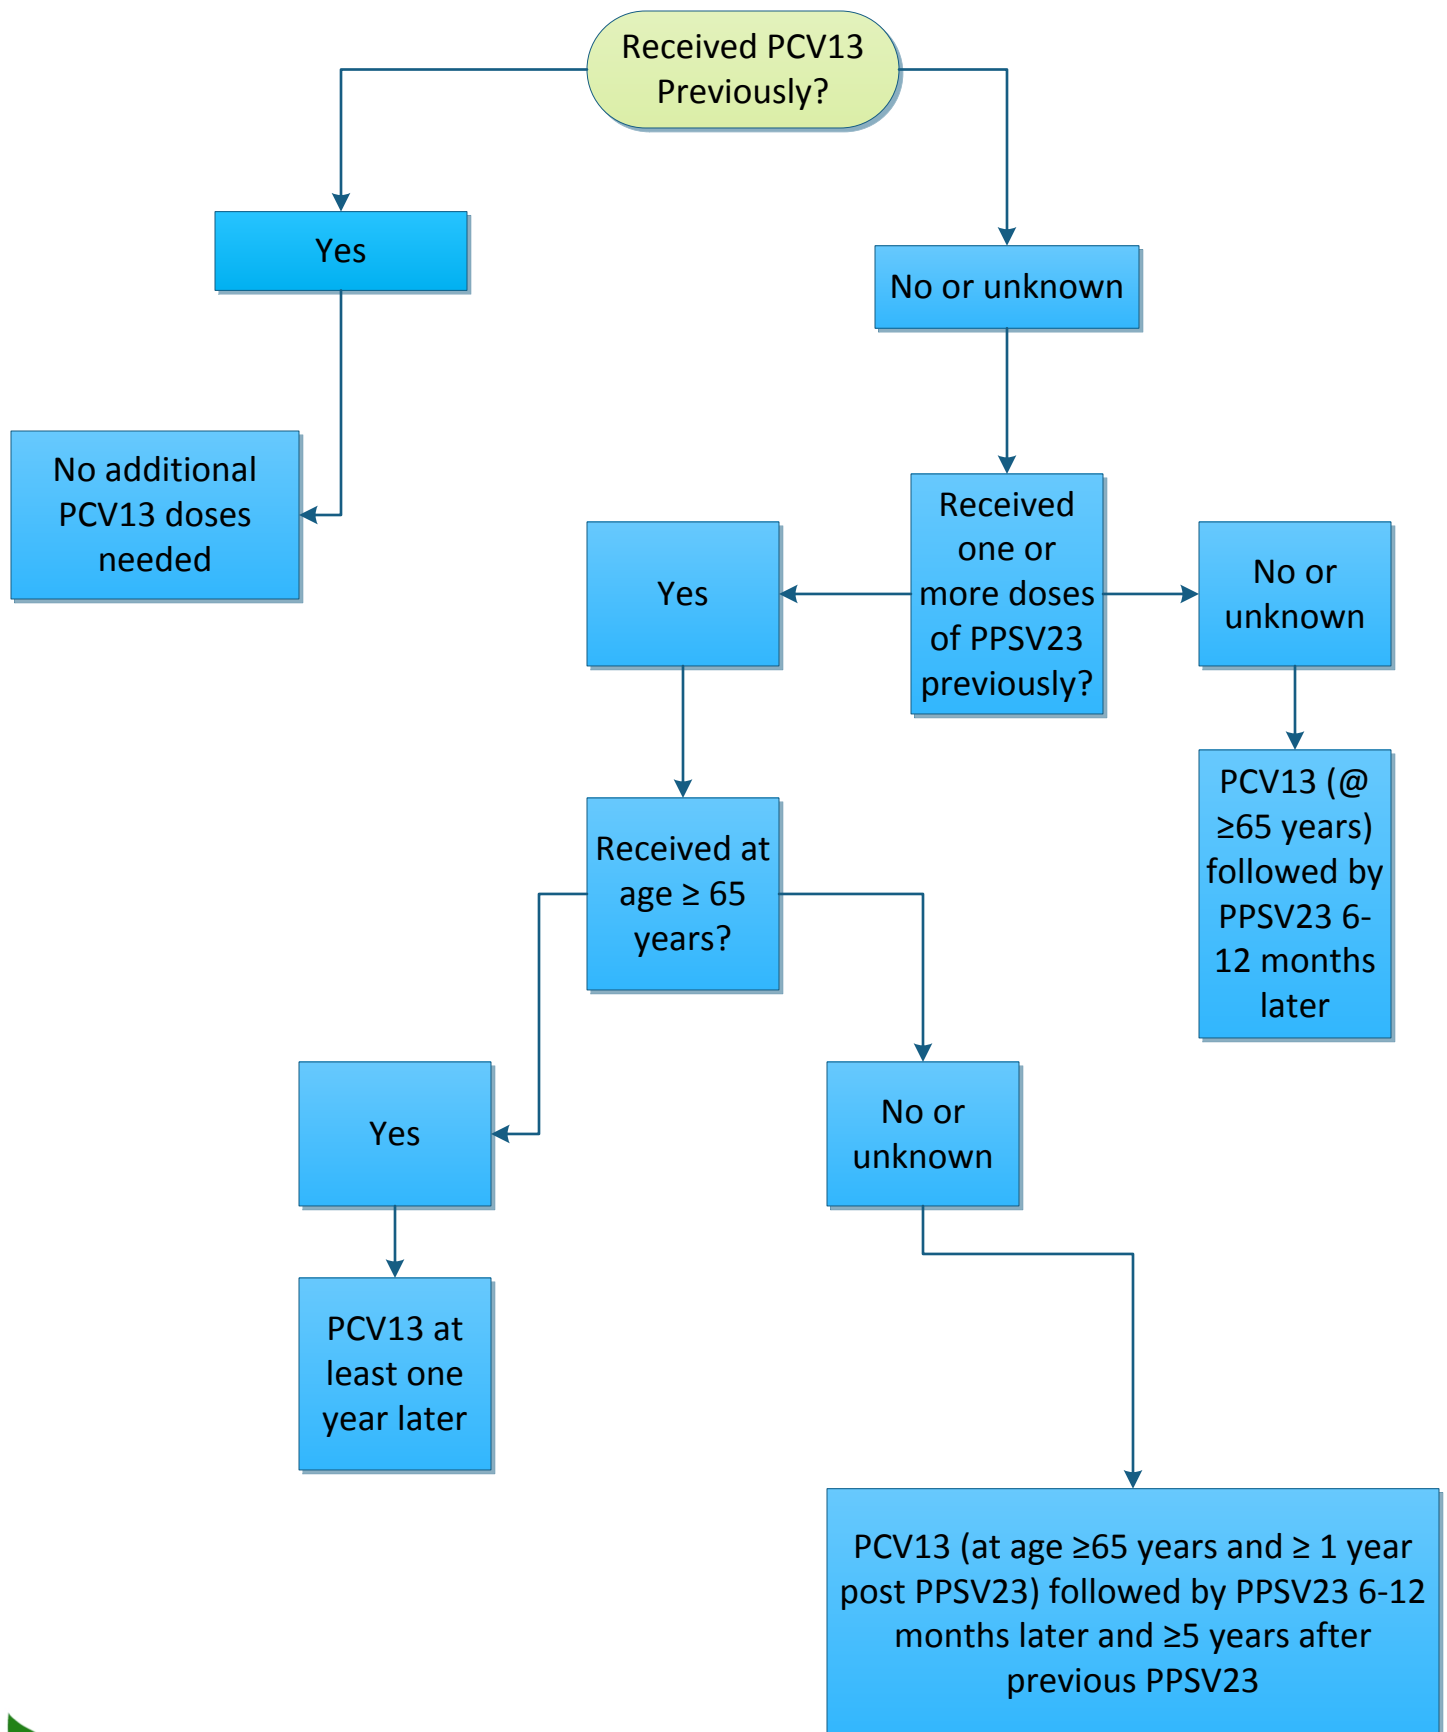 Received PCV13
Previously?
Yes
No or unknown
No additional
PCV13 doses
needed
Received
one or
more doses
of PPSV23
previously?
Yes
No or
unknown
PCV13 (@
≥65 years)
followed by
PPSV23 6-
12 months
later
Received at
age ≥ 65
years?
Yes
No or
unknown
PCV13 at
least one
year later
PCV13 (at age ≥65 years and ≥ 1 year
post PPSV23) followed by PPSV23 6-12
months later and ≥5 years after
previous PPSV23